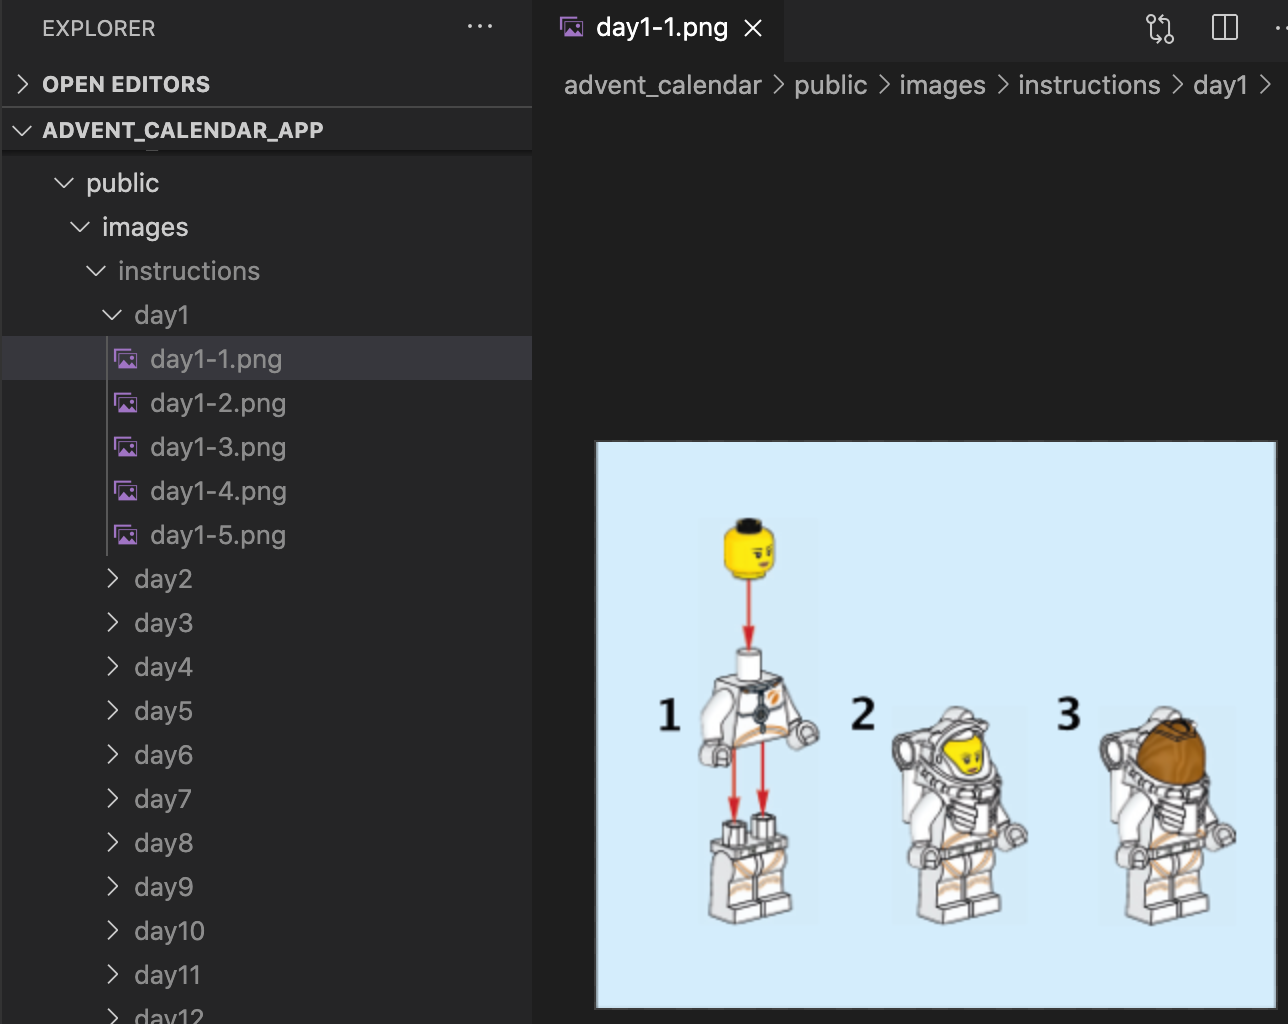 EXPLORER
OPEN EDITORS
ADVENT_CALENDAR_APP
public
images
instructions
day1
day1-1.png
day1-2.png
day1-3.png
day1-4.png
day1-5.png
day2
day3
day4
day5
day6
day7
day8
day9
day10
day11
day12
day1-1.png
advent_calendar > public > images > instructions > day1 >
1 2 3